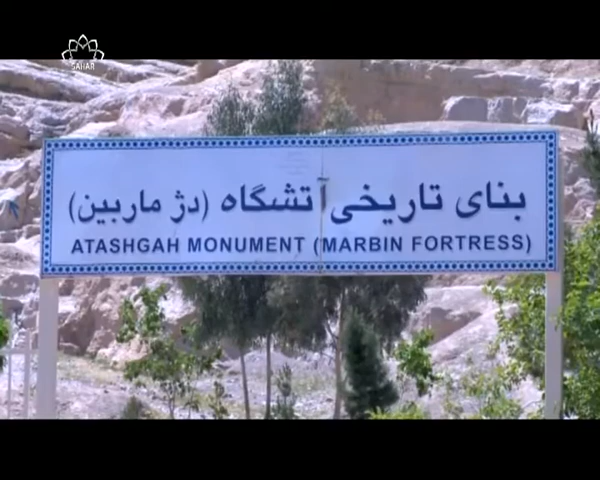 SAHAR
بنای تاریخی آتشگاه (دژ ماربین)
ATASHGAH MONUMENT (MARBIN FORTRESS)